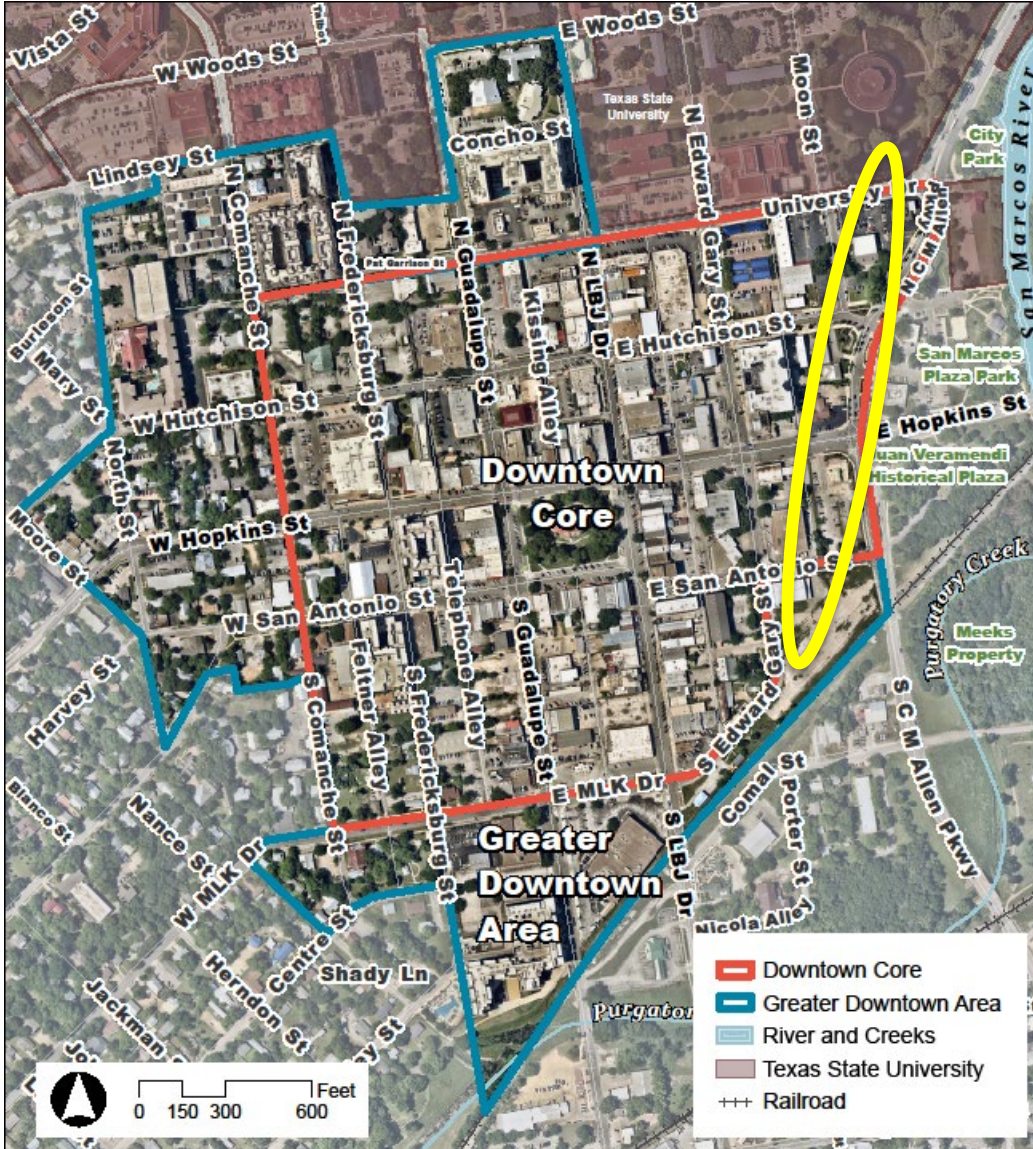 Vista St
Talbot
W Woods St
E Woods St
Moon St
Texas State
University
N Edward Gary St
City
Park
San Marcos River
Concho St
Lindsey St
N Comanche St
N Fredericksburg St
University Dr
N C M Allen Pkwy
Pat Garrison St
N Guadalupe St
N LBJ Dr
Kissing Alley
Burleson St
Mary St
E Hutchison St
San Marcos
Plaza Park
W Hutchison St
North St
E Hopkins St
Juan Veramendi
Historical Plaza
Downtown
Core
Moore St
W Hopkins St
Purgatory Creek
E San Antonio St
W San Antonio St
Telephone Alley
S Guadalupe St
S Edward Gary St
Meeks
Property
Harvey St
Feltner Alley
S Fredericksburg St
S Comanche St
S C M Allen Pkwy
Blanco St
Nance St
E MLK Dr
Comal St
Porter St
W MLK Dr
Greater
Downtown
Area
S LBJ Dr
Nicola Alley
Centre St
Herndon St
Shady Ln
Jackman
Downtown Core
Greater Downtown Area
River and Creeks
Texas State University
Railroad
Feet
0 150 300 600